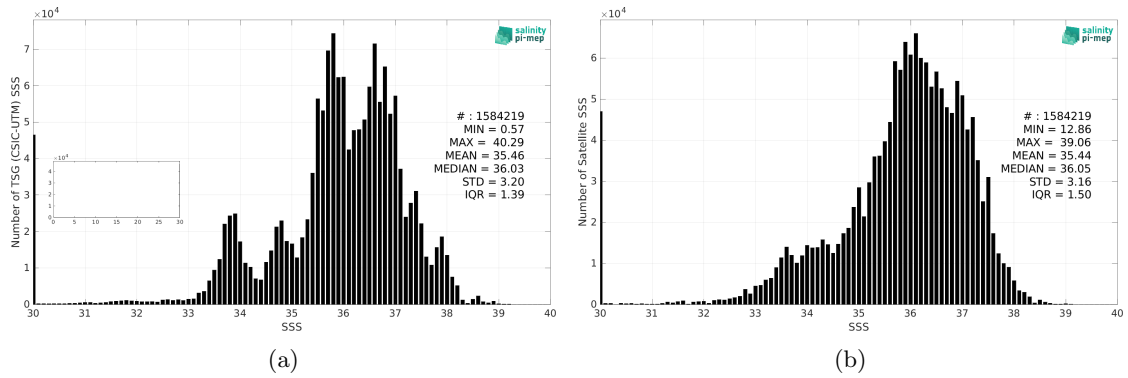 ×10⁴
7
6
5
4
3
2
1
0
Number of TSG (CSIC-UTM) SSS
30 31 32 33 34 35 36 37 38 39 40
SSS
salinity
pi-mep
# : 1584219
MIN = 0.57
MAX = 40.29
MEAN = 35.46
MEDIAN = 36.03
STD = 3.20
IQR = 1.39
×10⁴
4
3
2
1
0
0 5 10 15 20 25 30
(a)
×10⁴
6
5
4
3
2
1
0
Number of Satellite SSS
30 31 32 33 34 35 36 37 38 39 40
SSS
salinity
pi-mep
# : 1584219
MIN = 12.86
MAX = 39.06
MEAN = 35.44
MEDIAN = 36.05
STD = 3.16
IQR = 1.50
(b)